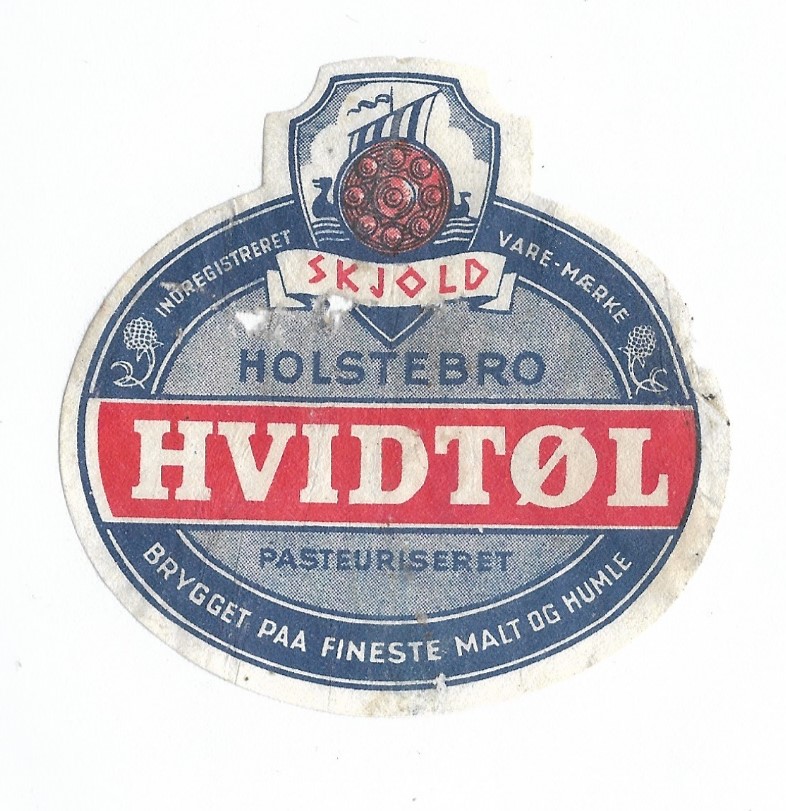 INDREGISTRERET VARE-MÆRKE
SKJOLD
HOLSTEBRO
HVIDTØL
PASTEURISERET
BRYGGET PAA FINESTE MALT OG HUMLE